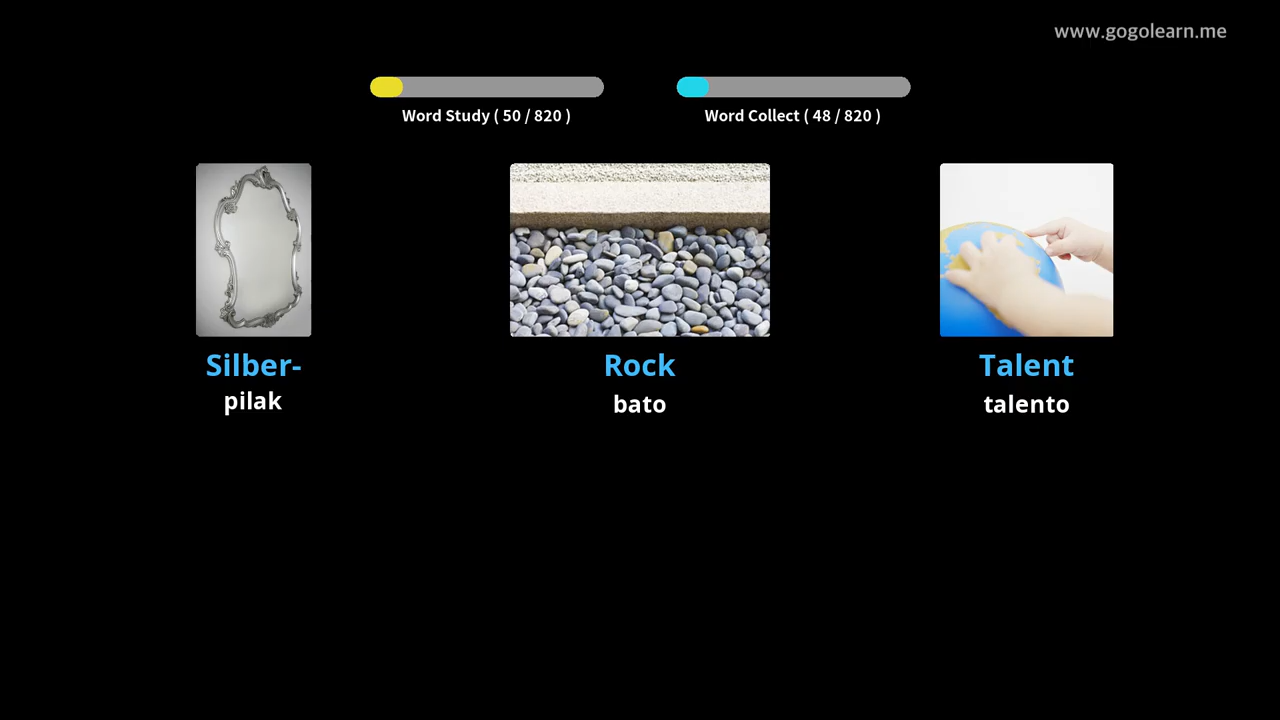 www.gogolearn.me
Word Study ( 50 / 820 )
Word Collect ( 48 / 820 )
Silber-
pilak
Rock
bato
Talent
talento